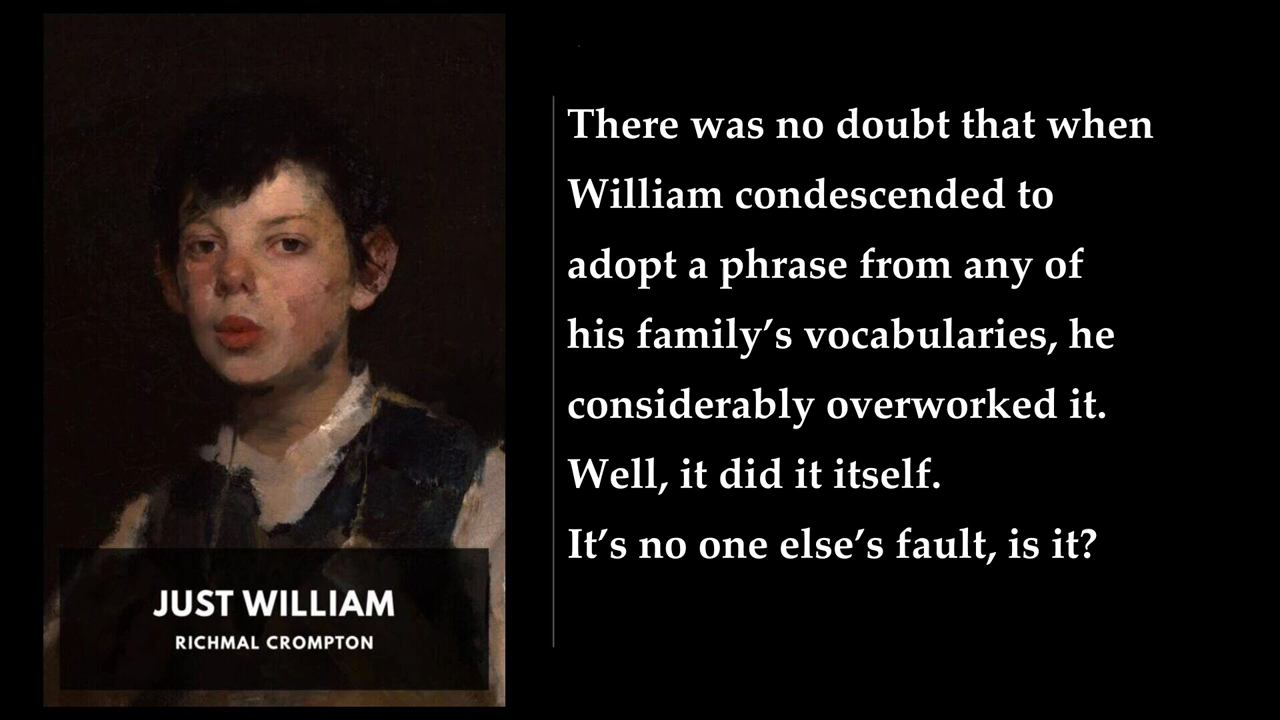 JUST WILLIAM
RICHMAL CROMPTON
There was no doubt that when
William condescended to
adopt a phrase from any of
his family’s vocabularies, he
considerably overworked it.
Well, it did it itself.
It’s no one else’s fault, is it?